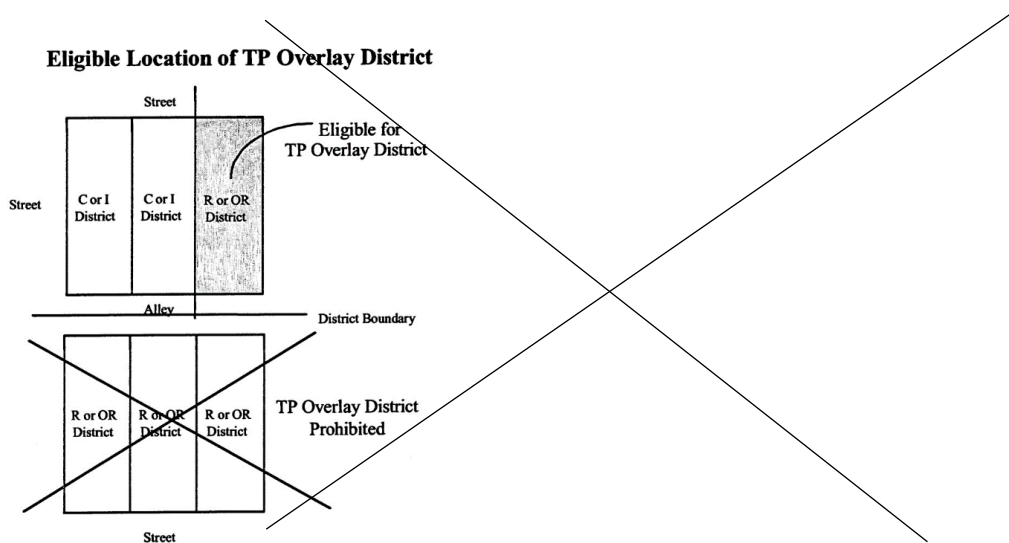 Eligible Location of TP Overlay District
Street
Eligible for
TP Overlay District
Street
C or I
District
C or I
District
R or OR
District
Alley
District Boundary
R or OR
District
R or OR
District
R or OR
District
TP Overlay District
Prohibited
Street